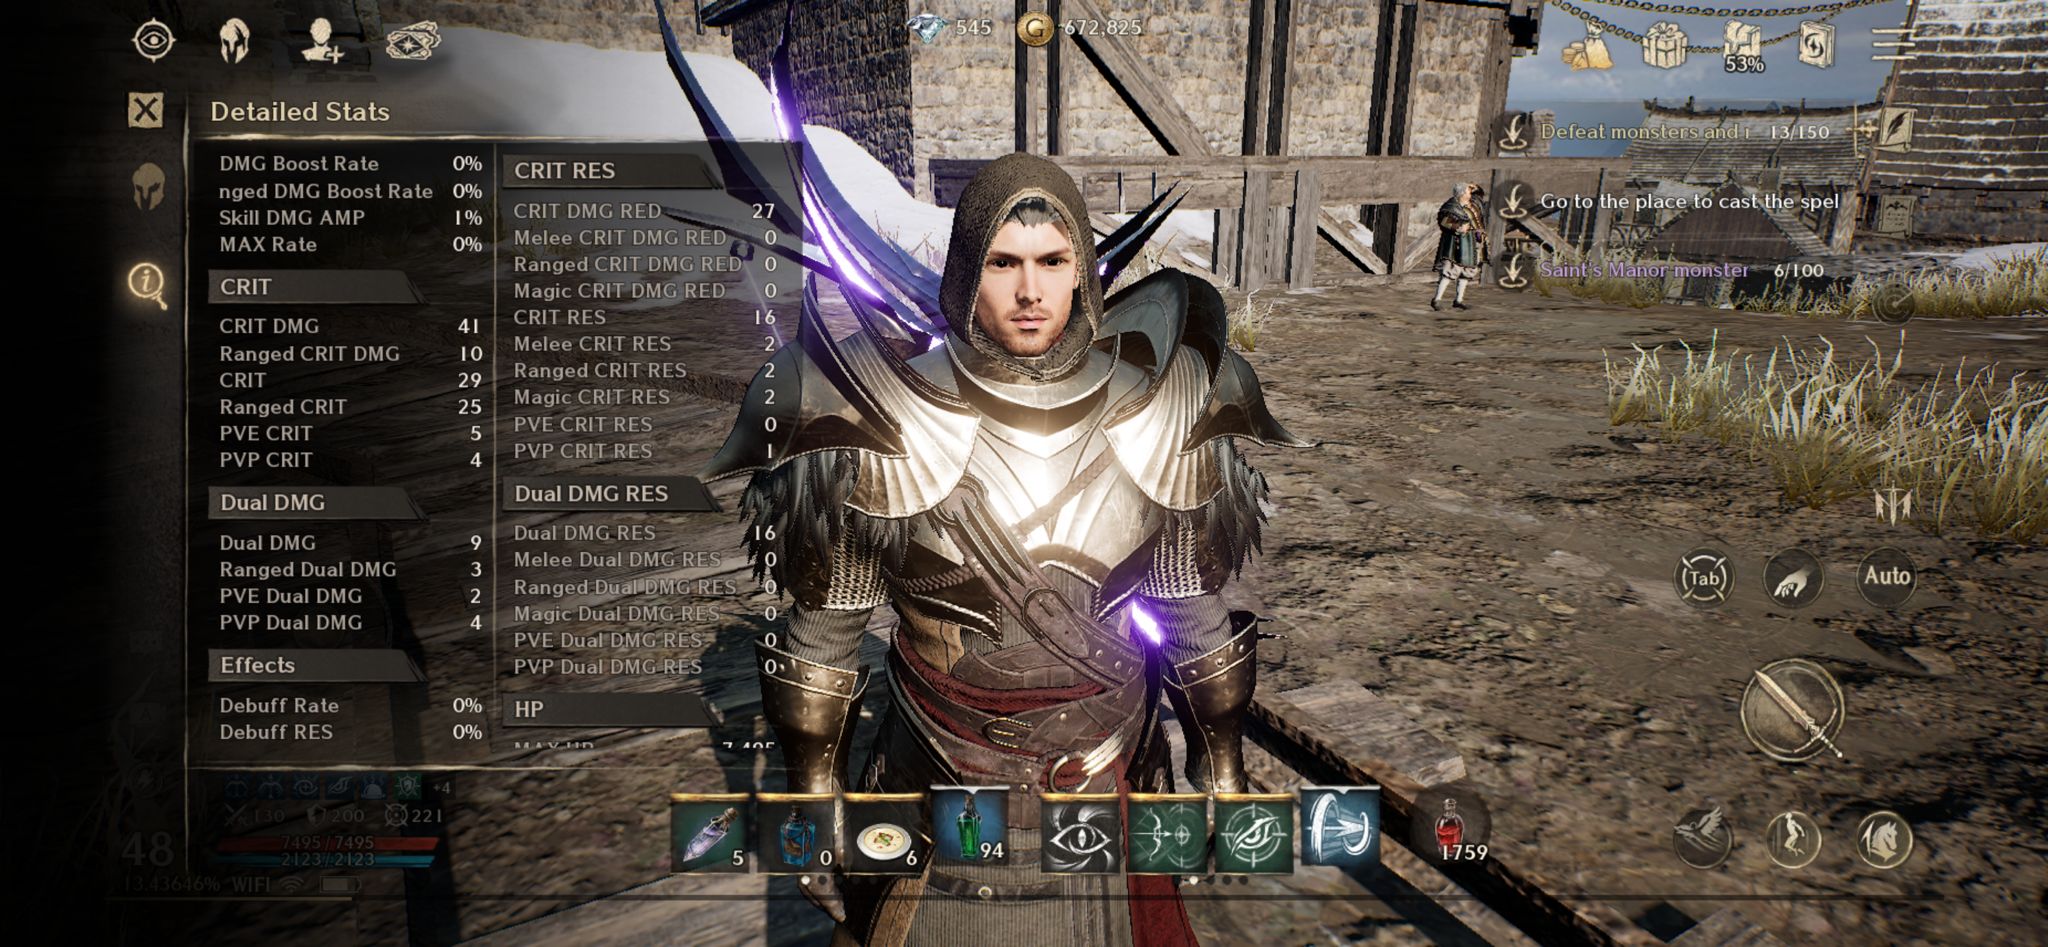 545
672,825
53%
Detailed Stats
DMG Boost Rate 0%
nged DMG Boost Rate 0%
Skill DMG AMP 1%
MAX Rate 0%
CRIT
CRIT DMG 41
Ranged CRIT DMG 10
CRIT 29
Ranged CRIT 25
PVE CRIT 5
PVP CRIT 4
Dual DMG
Dual DMG 9
Ranged Dual DMG 3
PVE Dual DMG 2
PVP Dual DMG 4
Effects
Debuff Rate 0%
Debuff RES 0%
CRIT RES
CRIT DMG RED 27
Melee CRIT DMG RED 0
Ranged CRIT DMG RED 0
Magic CRIT DMG RED 0
CRIT RES 16
Melee CRIT RES 2
Ranged CRIT RES 2
Magic CRIT RES 2
PVE CRIT RES 0
PVP CRIT RES 1
Dual DMG RES
Dual DMG RES 16
Melee Dual DMG RES 0
Ranged Dual DMG RES 0
Magic Dual DMG RES 0
PVE Dual DMG RES 0
PVP Dual DMG RES 0
HP
MAX HP 7,495
Defeat monsters and 13/150
Go to the place to cast the spel
Saint's Manor monster 6/100
Tab
Auto
+4
130 200 221
48
7495/7495
2123/2123
13.43646% WIFI
5
0
6
94
1759